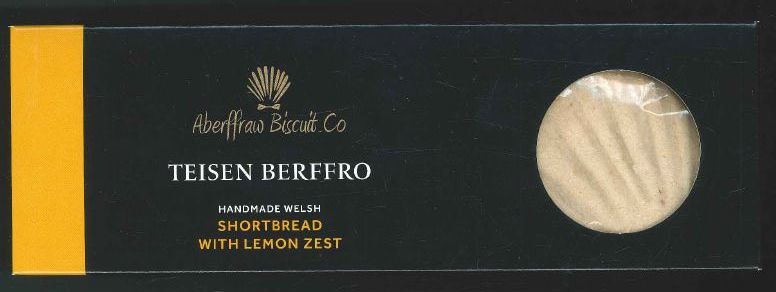 Aberffraw Biscuit.Co
TEISEN BERFFRO
HANDMADE WELSH
SHORTBREAD
WITH LEMON ZEST